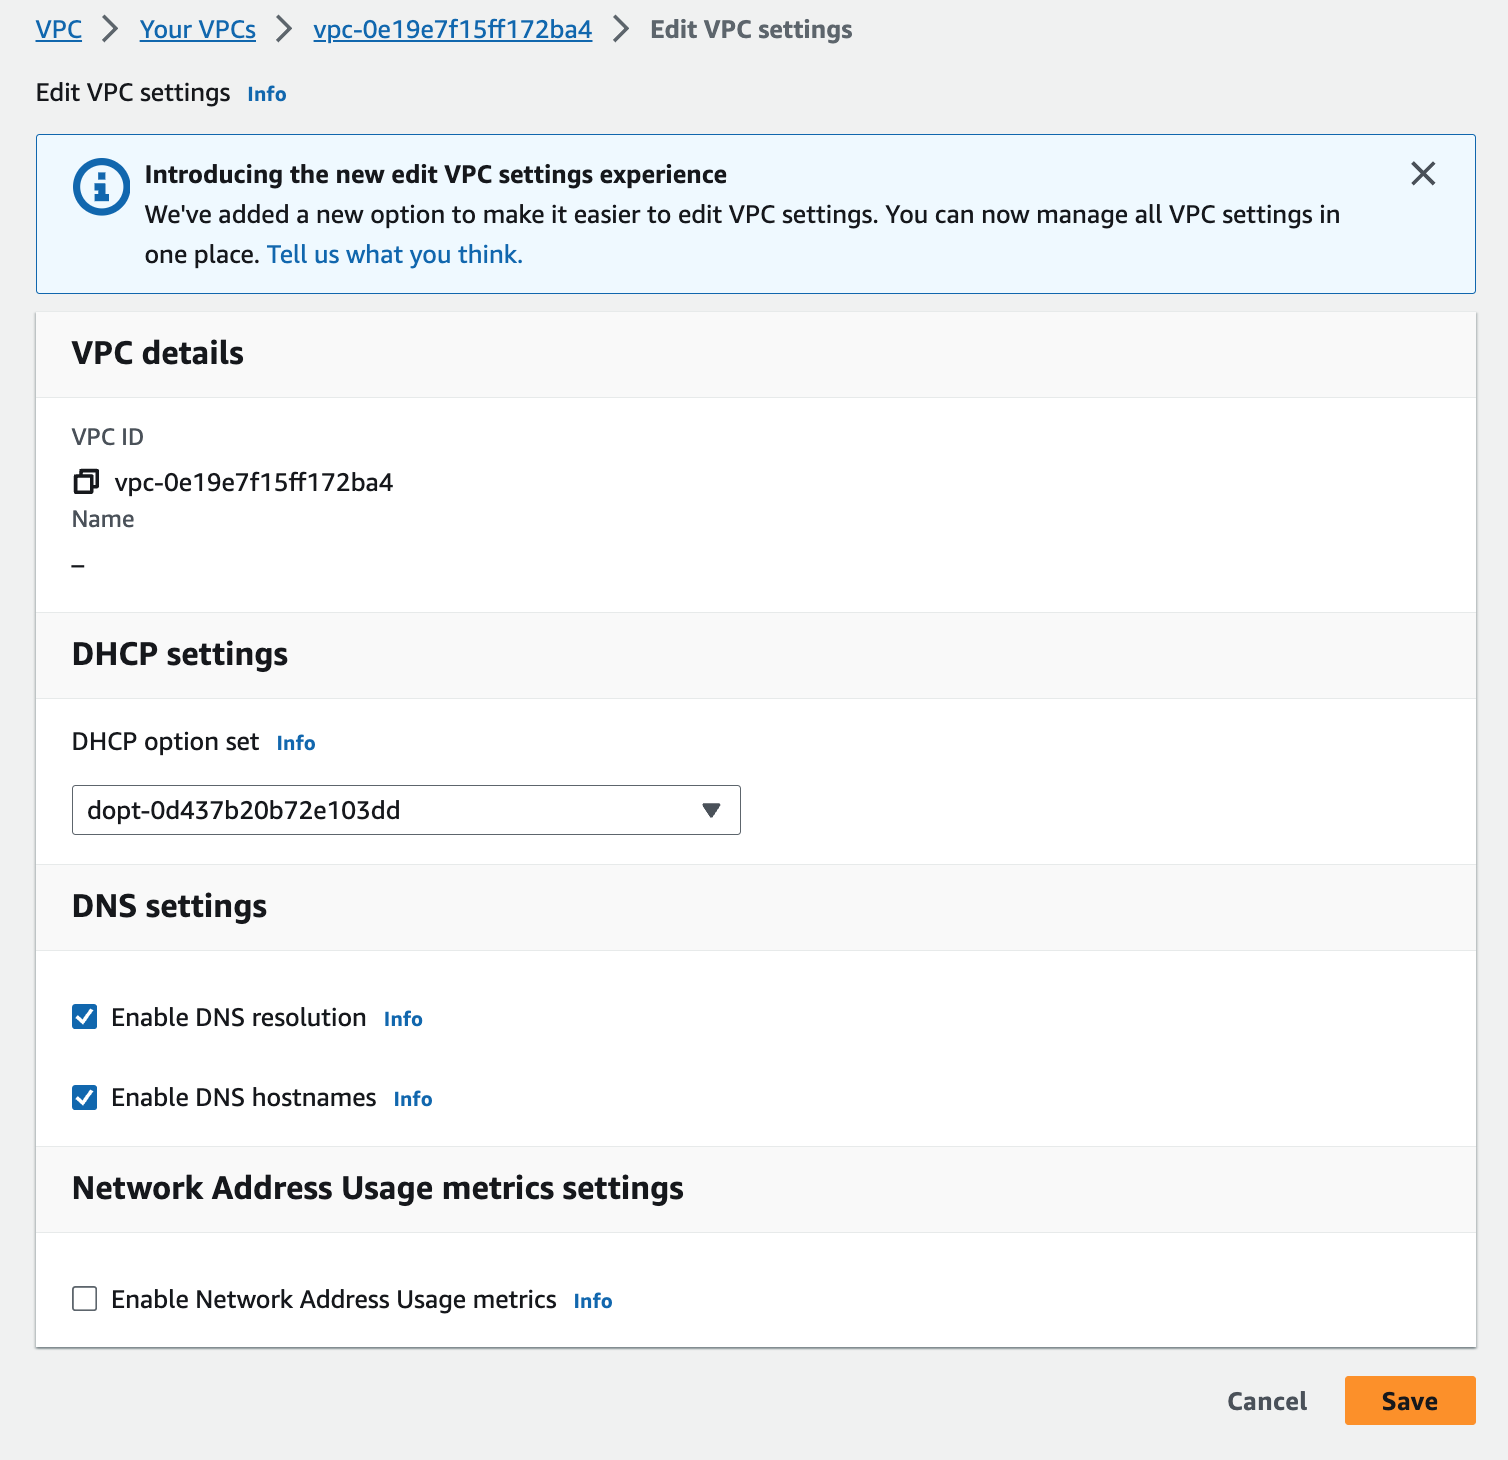 VPC > Your VPCs > vpc-0e19e7f15ff172ba4 > Edit VPC settings
Edit VPC settings Info
Introducing the new edit VPC settings experience
We've added a new option to make it easier to edit VPC settings. You can now manage all VPC settings in
one place. Tell us what you think.
VPC details
VPC ID
vpc-0e19e7f15ff172ba4
Name
–
DHCP settings
DHCP option set Info
dopt-0d437b20b72e103dd
DNS settings
Enable DNS resolution Info
Enable DNS hostnames Info
Network Address Usage metrics settings
Enable Network Address Usage metrics Info
Cancel Save